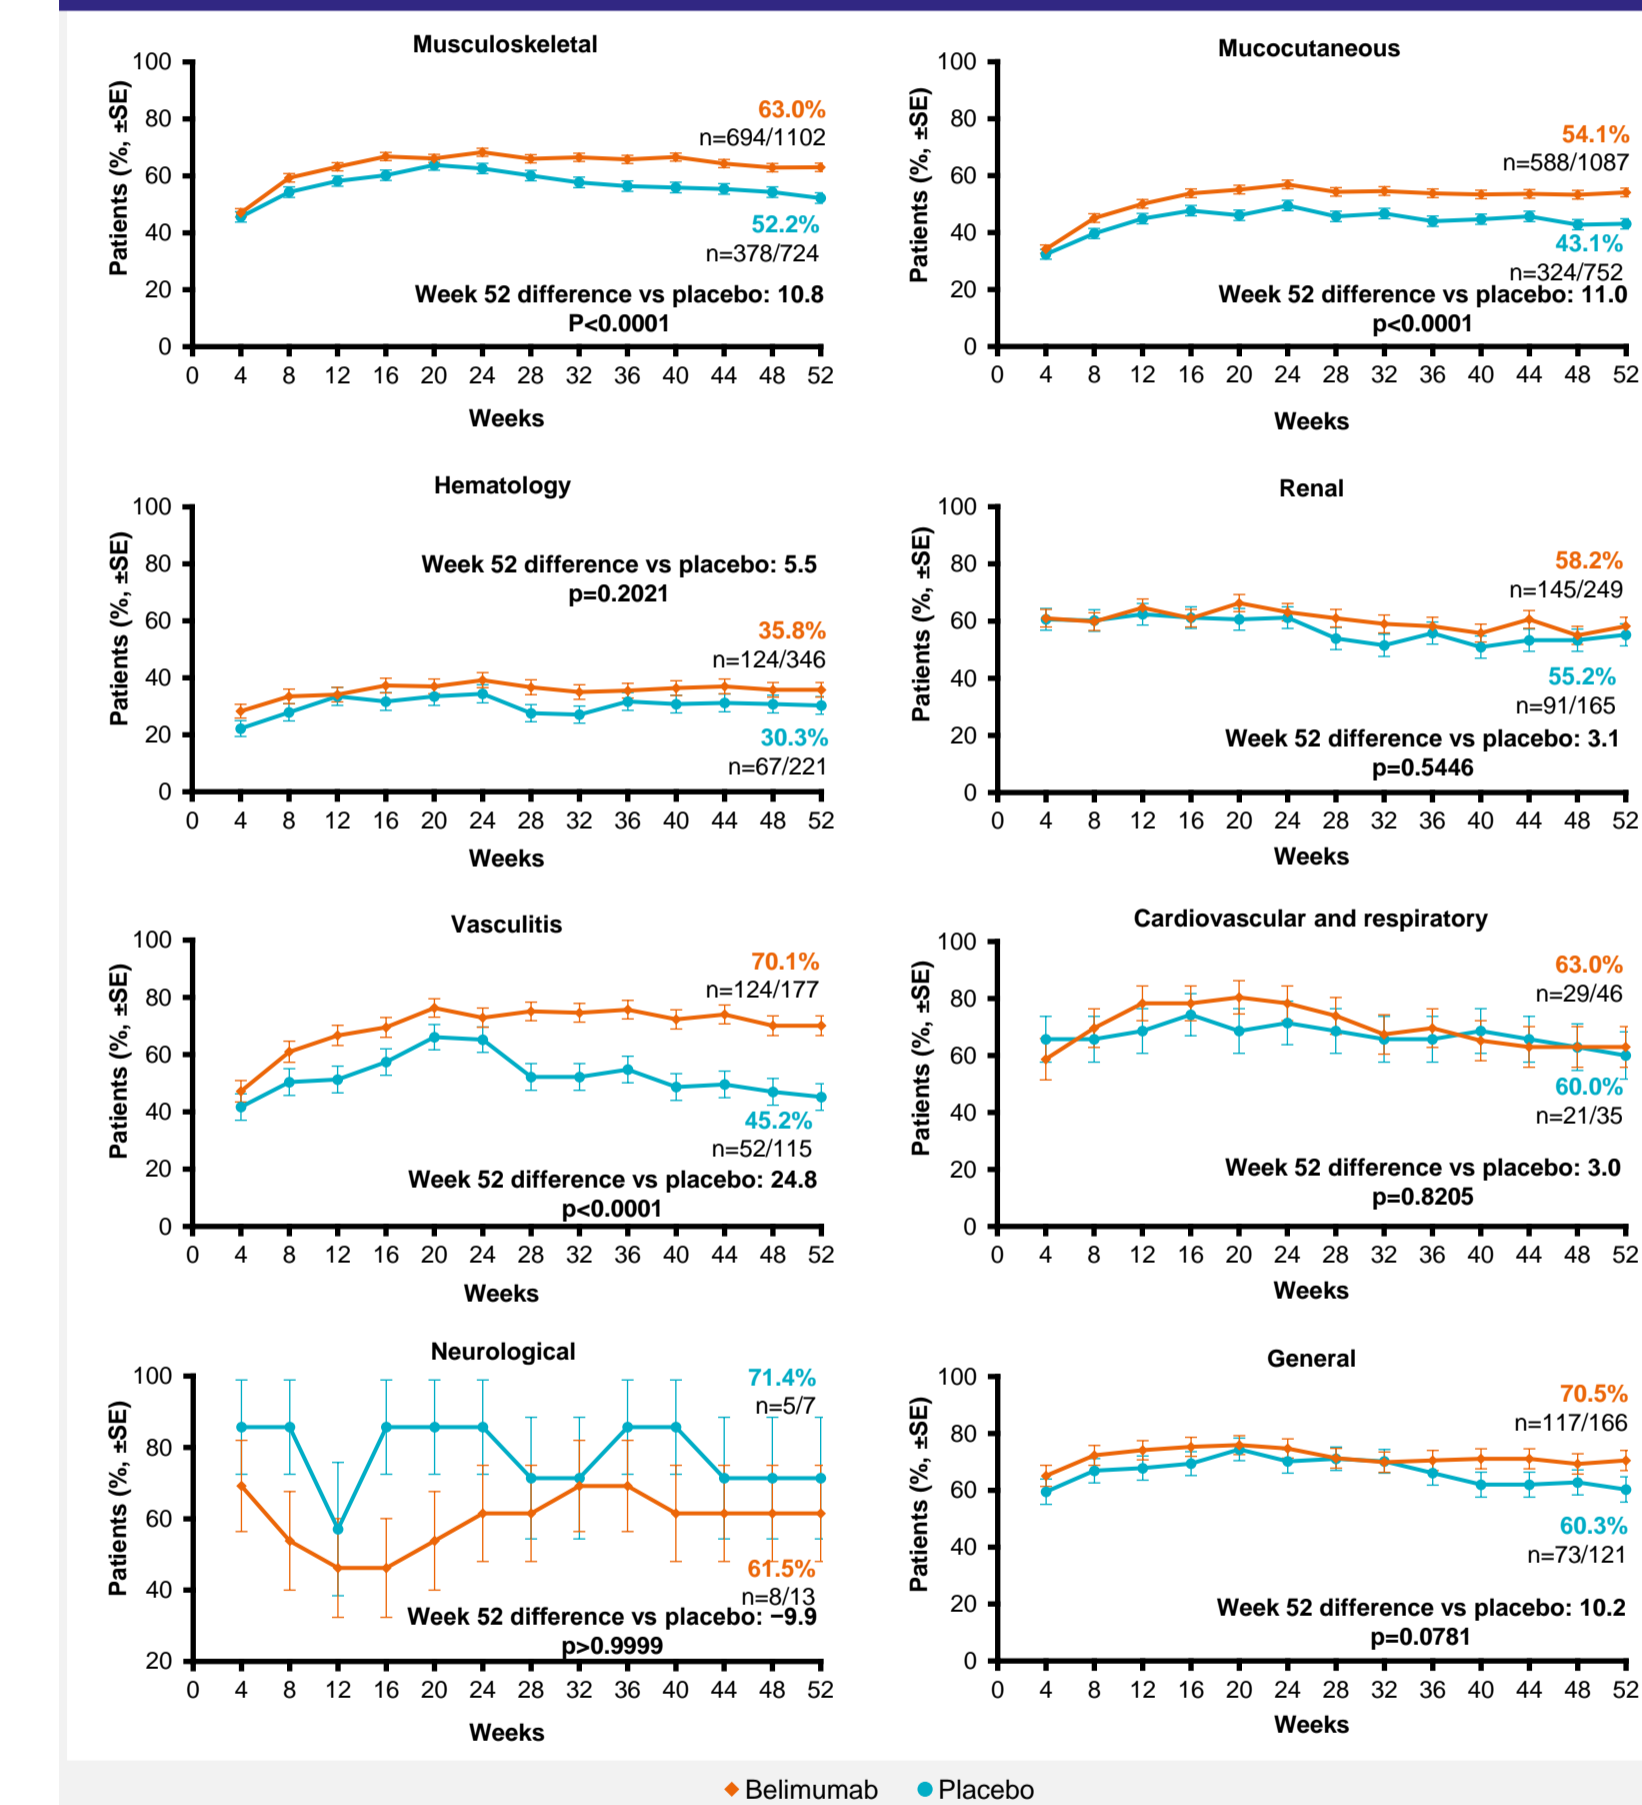 Musculoskeletal
Patients (%, ±SE)
100
80
60
40
20
0
63.0%
n=694/1102
52.2%
n=378/724
Week 52 difference vs placebo: 10.8
P<0.0001
0 4 8 12 16 20 24 28 32 36 40 44 48 52
Weeks
Mucocutaneous
Patients (%, ±SE)
100
80
60
40
20
0
54.1%
n=588/1087
43.1%
n=324/752
Week 52 difference vs placebo: 11.0
p<0.0001
0 4 8 12 16 20 24 28 32 36 40 44 48 52
Weeks
Hematology
Patients (%, ±SE)
100
80
60
40
20
0
Week 52 difference vs placebo: 5.5
p=0.2021
35.8%
n=124/346
30.3%
n=67/221
0 4 8 12 16 20 24 28 32 36 40 44 48 52
Weeks
Renal
Patients (%, ±SE)
100
80
60
40
20
0
58.2%
n=145/249
55.2%
n=91/165
Week 52 difference vs placebo: 3.1
p=0.5446
0 4 8 12 16 20 24 28 32 36 40 44 48 52
Weeks
Vasculitis
Patients (%, ±SE)
100
80
60
40
20
0
70.1%
n=124/177
45.2%
n=52/115
Week 52 difference vs placebo: 24.8
p<0.0001
0 4 8 12 16 20 24 28 32 36 40 44 48 52
Weeks
Cardiovascular and respiratory
Patients (%, ±SE)
100
80
60
40
20
0
63.0%
n=29/46
60.0%
n=21/35
Week 52 difference vs placebo: 3.0
p=0.8205
0 4 8 12 16 20 24 28 32 36 40 44 48 52
Weeks
Neurological
Patients (%, ±SE)
100
80
60
40
20
71.4%
n=5/7
61.5%
n=8/13
Week 52 difference vs placebo: −9.9
p>0.9999
0 4 8 12 16 20 24 28 32 36 40 44 48 52
Weeks
General
Patients (%, ±SE)
100
80
60
40
20
0
70.5%
n=117/166
60.3%
n=73/121
Week 52 difference vs placebo: 10.2
p=0.0781
0 4 8 12 16 20 24 28 32 36 40 44 48 52
Weeks
Belimumab Placebo